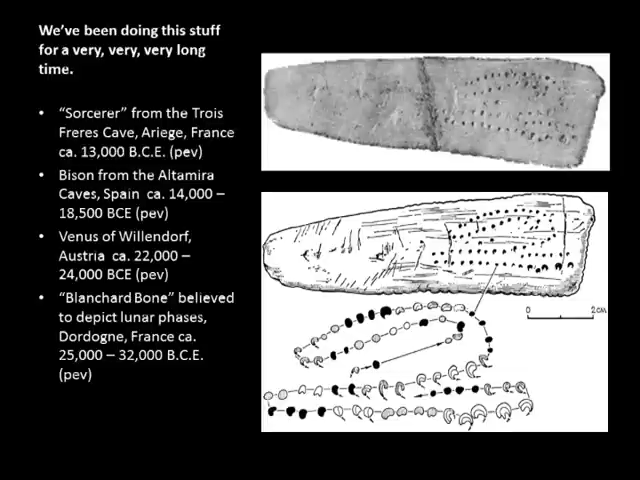 We've been doing this stuff
for a very, very, very long
time.
• "Sorcerer" from the Trois
Freres Cave, Ariege, France
ca. 13,000 B.C.E. (pev)
• Bison from the Altamira
Caves, Spain ca. 14,000 –
18,500 BCE (pev)
• Venus of Willendorf,
Austria ca. 22,000 –
24,000 BCE (pev)
• "Blanchard Bone" believed
to depict lunar phases,
Dordogne, France ca.
25,000 – 32,000 B.C.E.
(pev)
0 2 CM